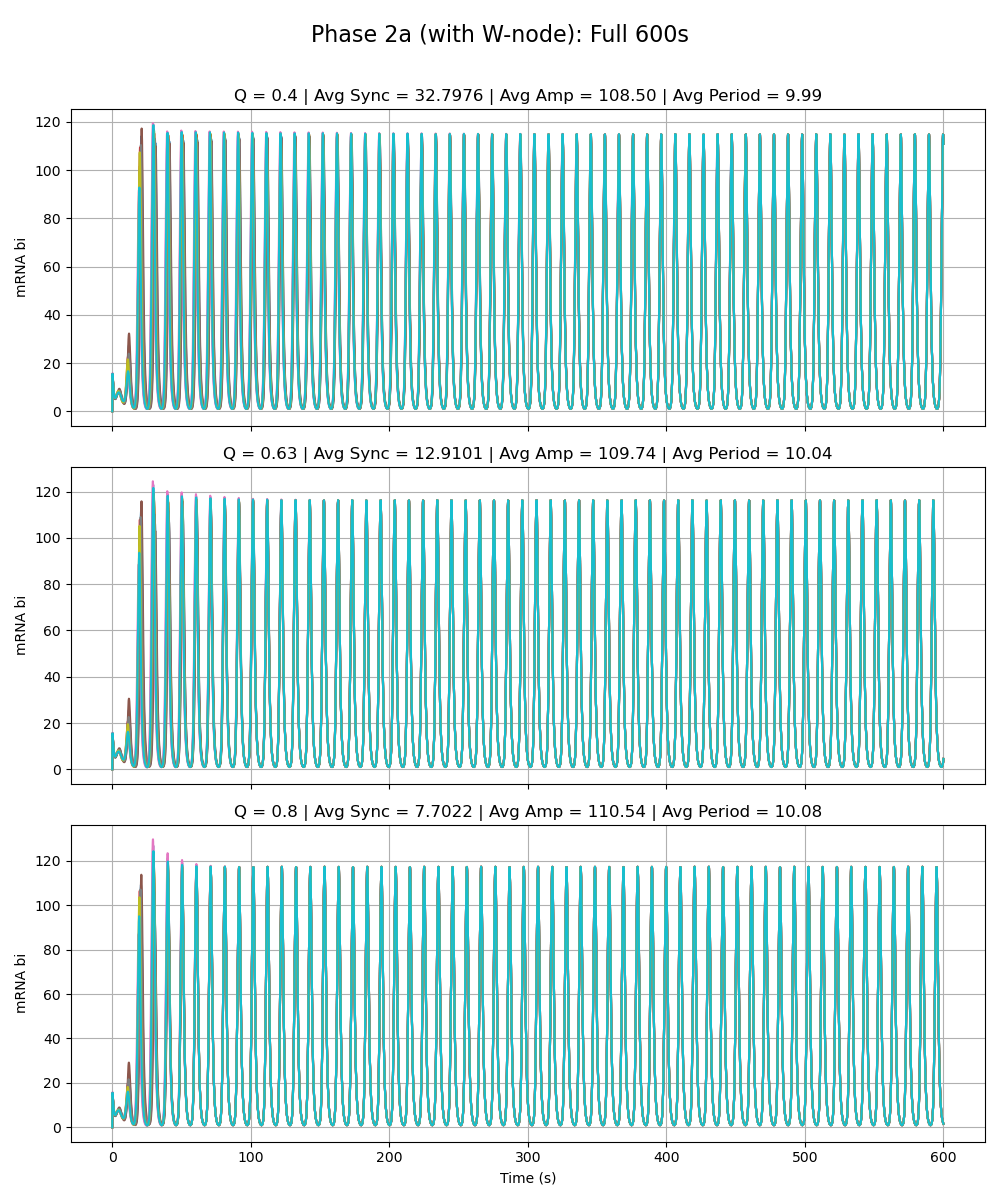 Phase 2a (with W-node): Full 600s
Q = 0.4 | Avg Sync = 32.7976 | Avg Amp = 108.50 | Avg Period = 9.99
120
100
80
60
40
20
0
mRNA bi
Q = 0.63 | Avg Sync = 12.9101 | Avg Amp = 109.74 | Avg Period = 10.04
120
100
80
60
40
20
0
mRNA bi
Q = 0.8 | Avg Sync = 7.7022 | Avg Amp = 110.54 | Avg Period = 10.08
120
100
80
60
40
20
0
mRNA bi
0 100 200 300 400 500 600
Time (s)